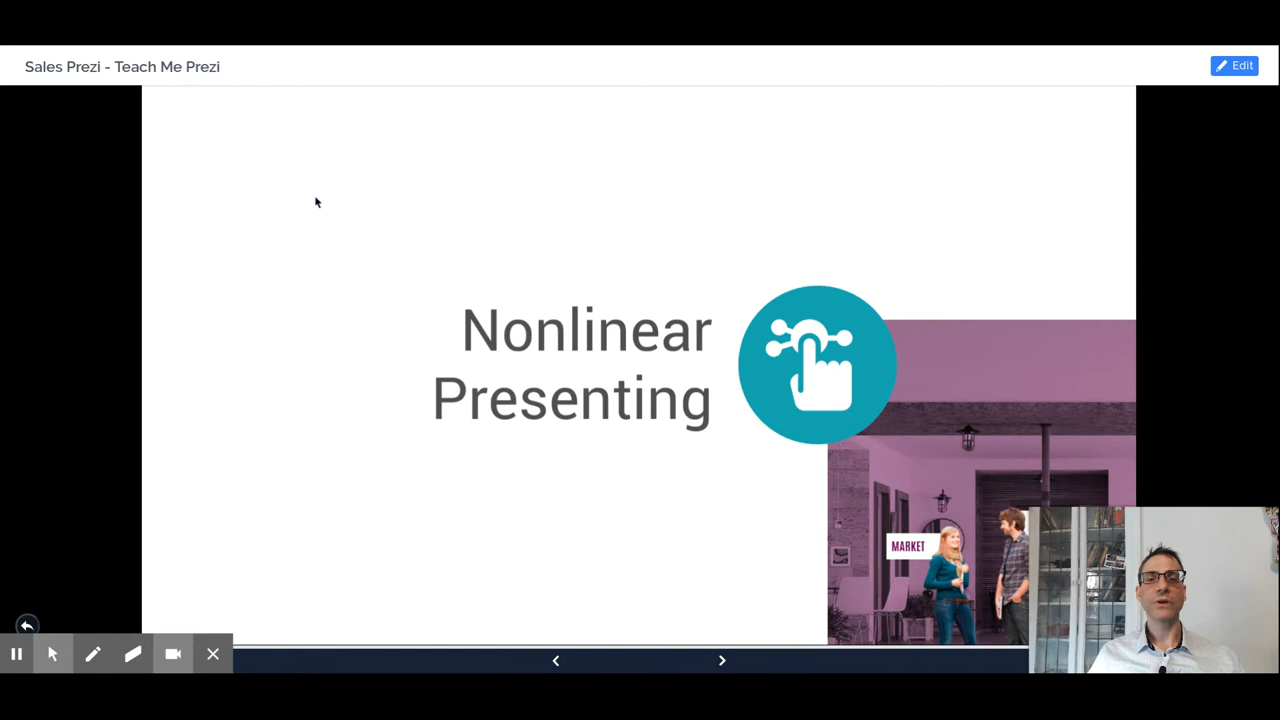 Sales Prezi - Teach Me Prezi
Edit
Nonlinear
Presenting
MARKET